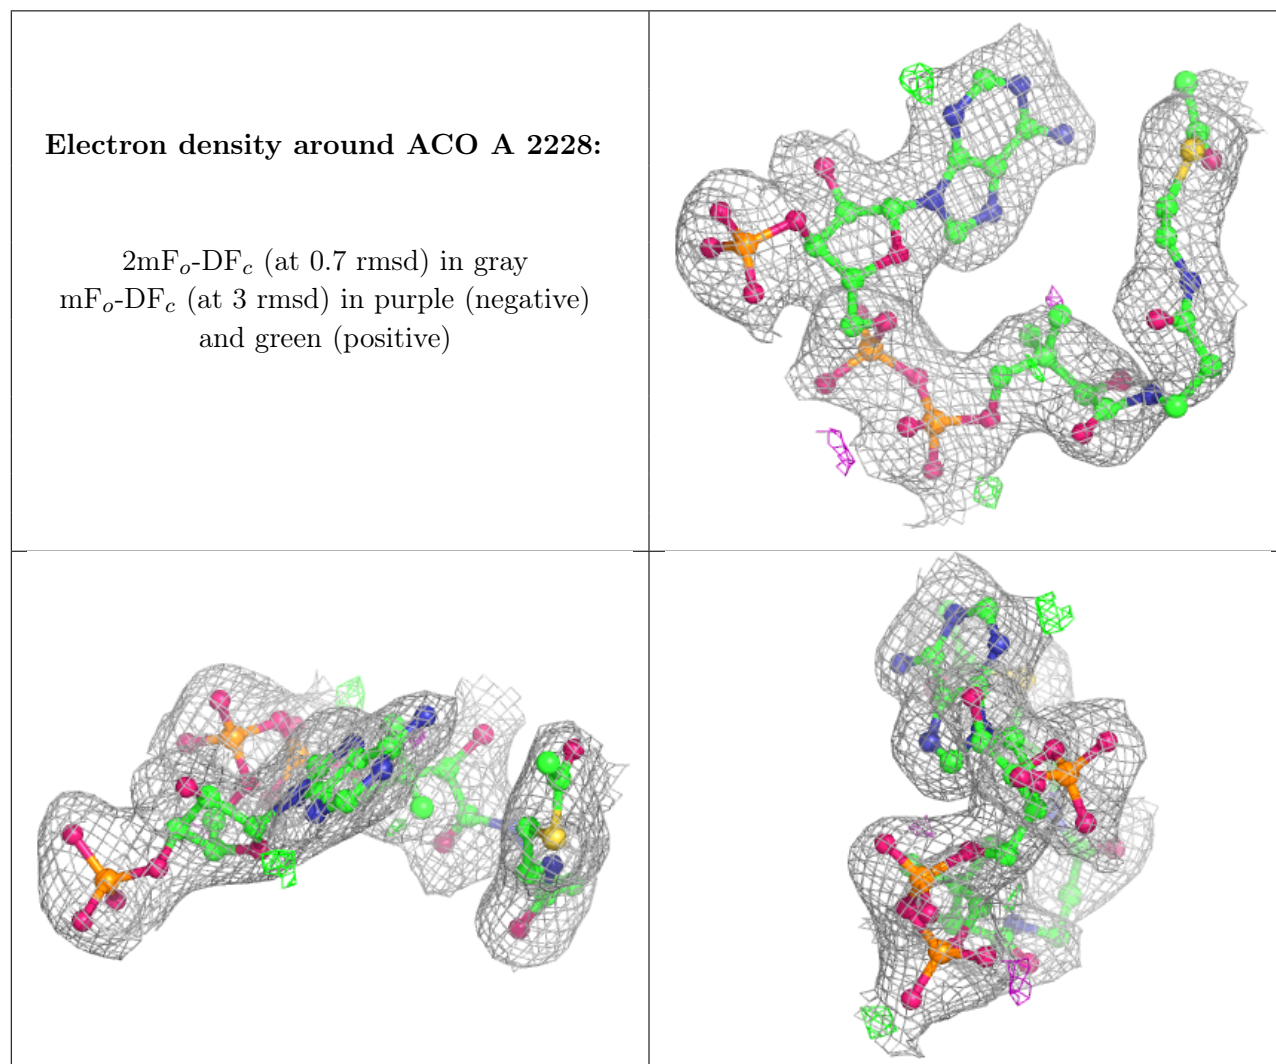 Electron density around ACO A 2228:
2mFo-DFc (at 0.7 rmsd) in gray
mFo-DFc (at 3 rmsd) in purple (negative)
and green (positive)